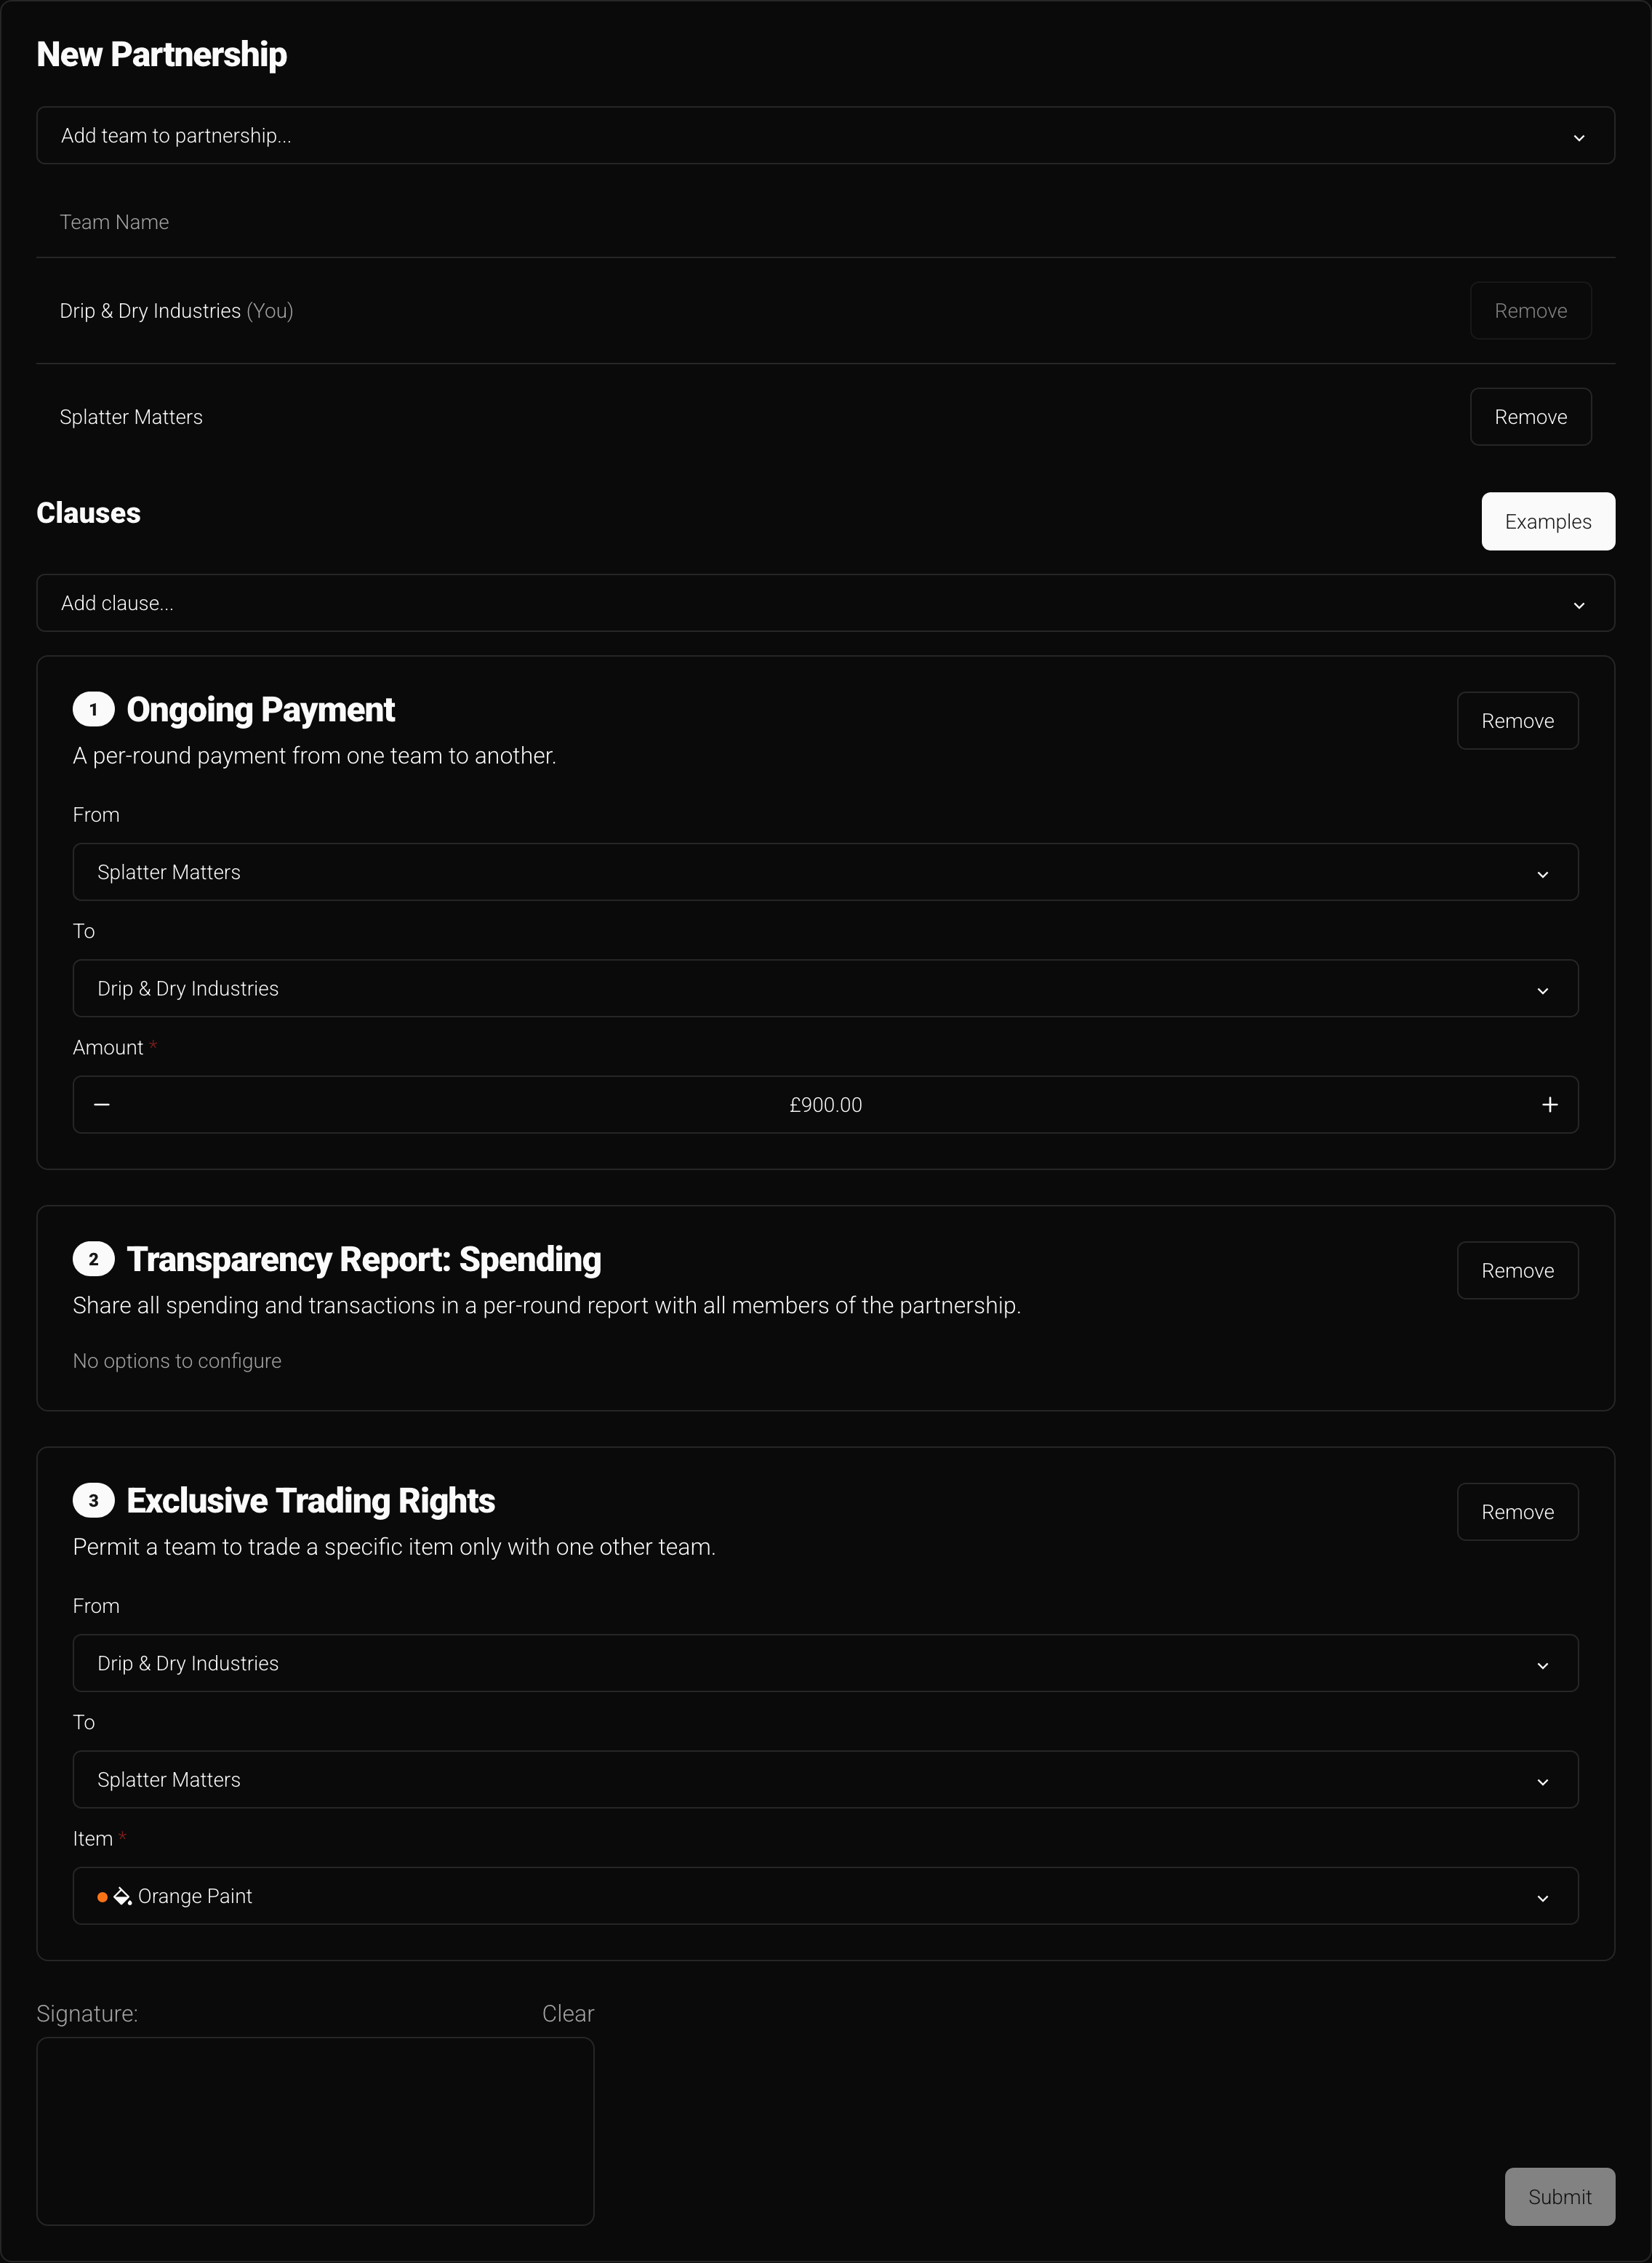 New Partnership
Add team to partnership...
Team Name
Drip & Dry Industries (You)
Remove
Splatter Matters
Remove
Clauses
Examples
Add clause...
1 Ongoing Payment
Remove
A per-round payment from one team to another.
From
Splatter Matters
To
Drip & Dry Industries
Amount *
£900.00
2 Transparency Report: Spending
Remove
Share all spending and transactions in a per-round report with all members of the partnership.
No options to configure
3 Exclusive Trading Rights
Remove
Permit a team to trade a specific item only with one other team.
From
Drip & Dry Industries
To
Splatter Matters
Item *
Orange Paint
Signature:
Clear
Submit